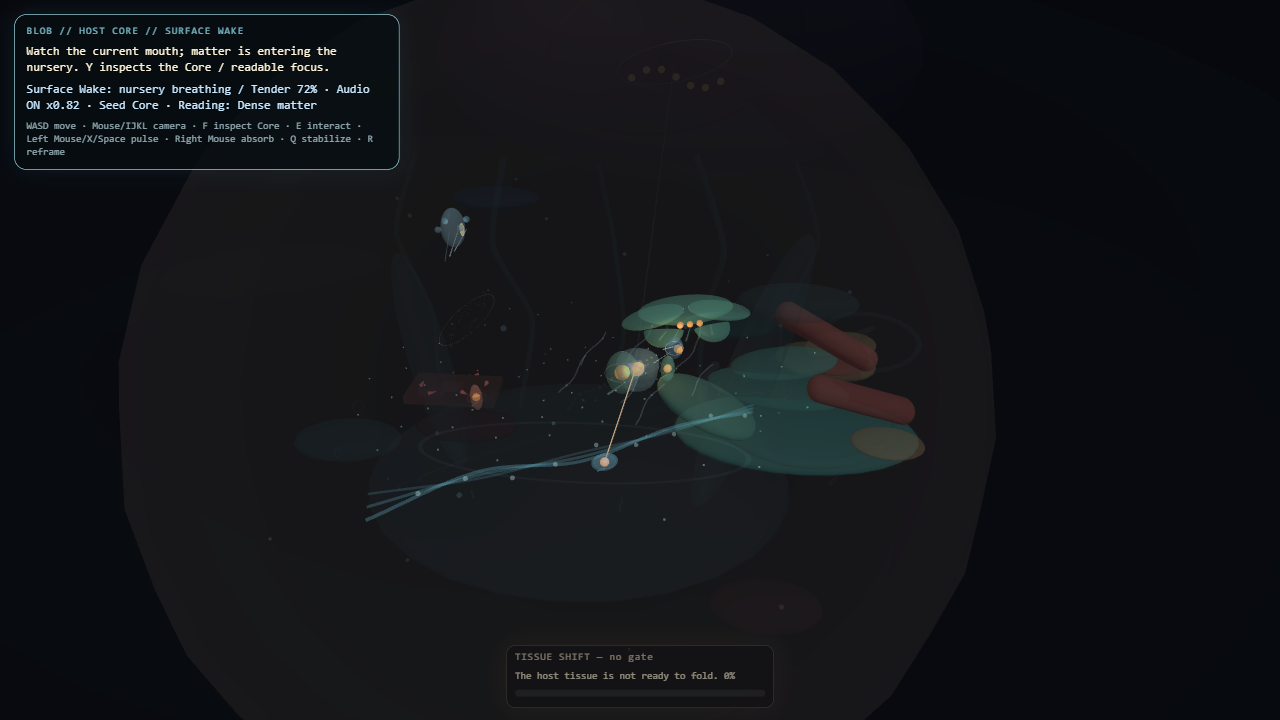 BLOB // HOST CORE // SURFACE WAKE
Watch the current mouth; matter is entering the
nursery. Y inspects the Core / readable focus.
Surface Wake: nursery breathing / Tender 72% · Audio
ON x0.82 · Seed Core · Reading: Dense matter
WASD move · Mouse/IJKL camera · F inspect Core · E interact ·
Left Mouse/X/Space pulse · Right Mouse absorb · Q stabilize · R
reframe
TISSUE SHIFT — no gate
The host tissue is not ready to fold. 0%